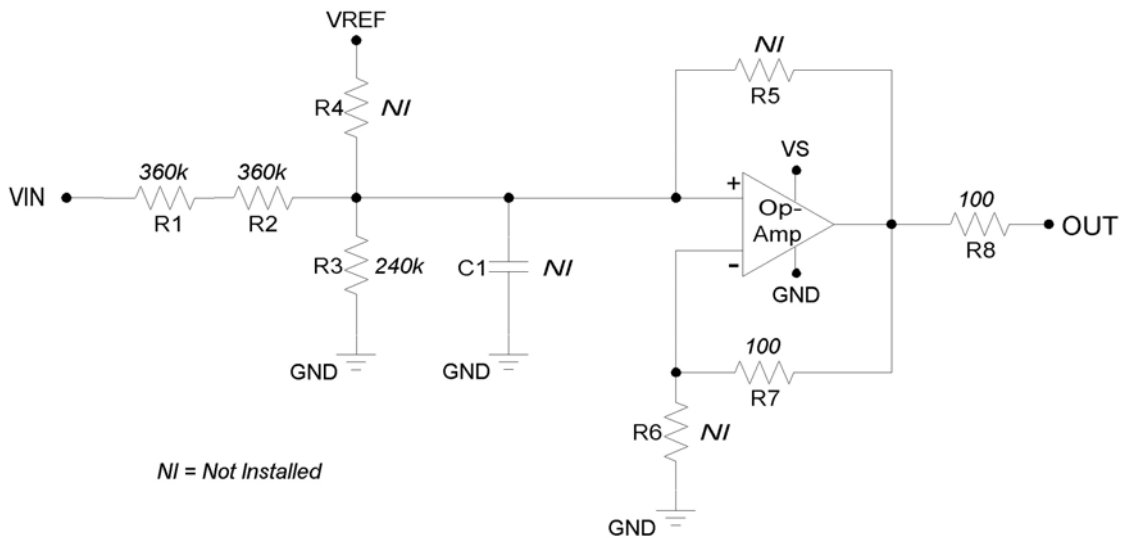 VREF
R4
NI
NI
R5
VIN
360k
R1
360k
R2
VS
+
Op-
Amp
-
GND
100
R8
OUT
R3
240k
C1
NI
GND
GND
100
R7
R6
NI
GND
NI = Not Installed